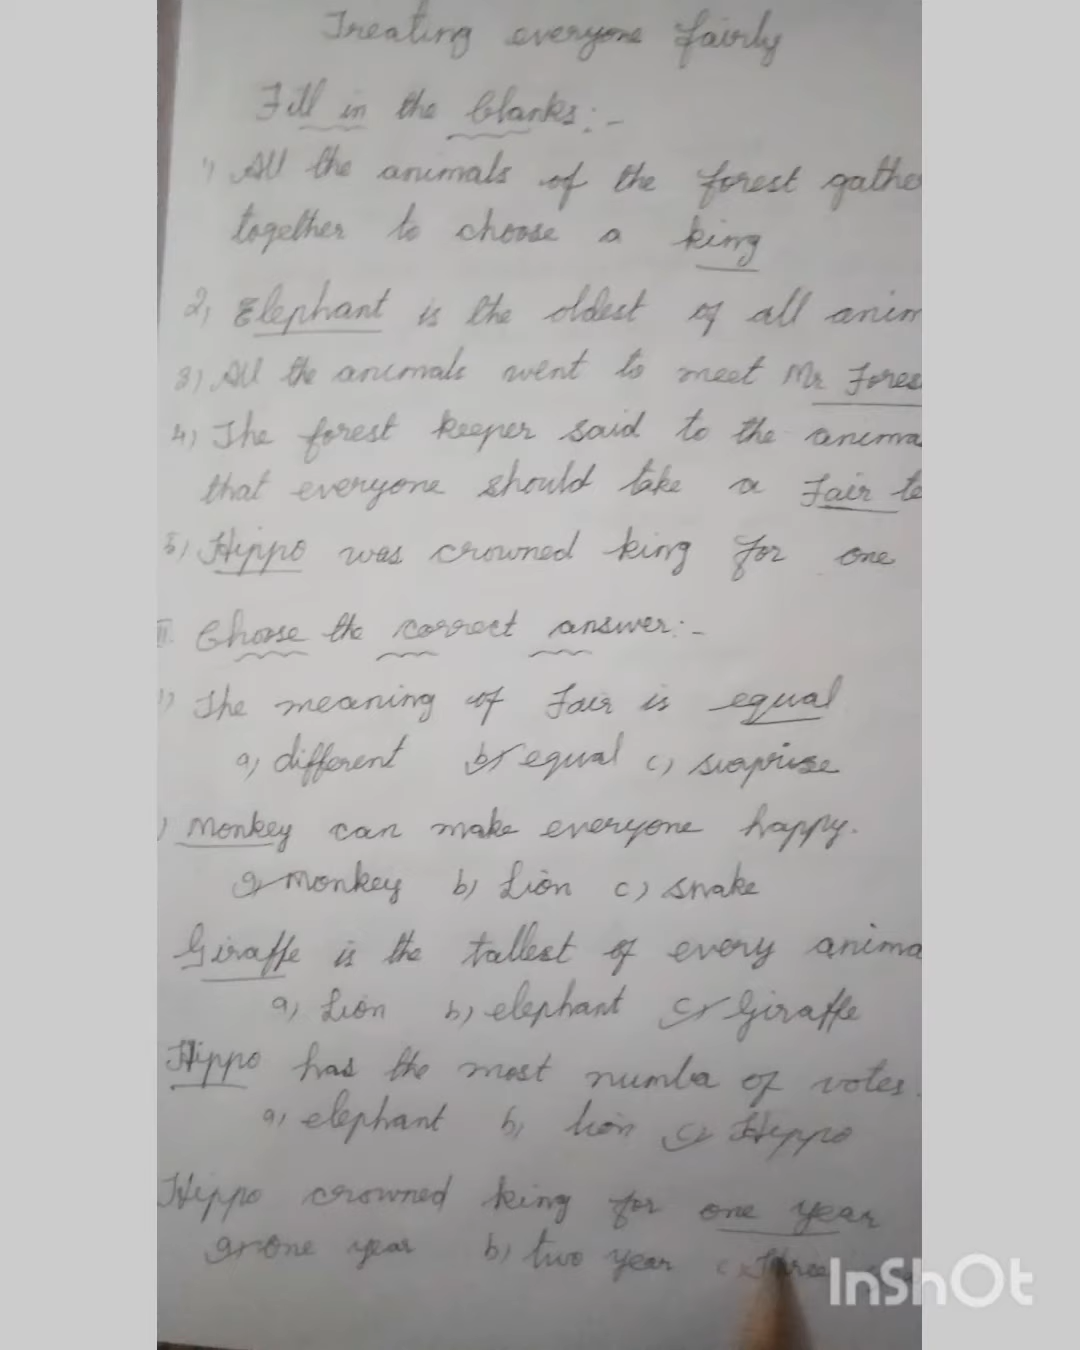 Treating everyone fairly
Fill in the blanks:-
1) All the animals of the forest gathe
together to choose a king
2, Elephant is the oldest of all anim
3) All the animals went to meet Mr Fores
4) The forest keeper said to the anima
that everyone should take a Fair te
5) Hippo was crowned king for one
II. Choose the correct answer:-
1) The meaning of Fair is equal
a, different b) equal c, surprise
) Monkey can make everyone happy.
a) Monkey b) Lion c) snake
Giraffe is the tallest of every anima
a, Lion b) elephant c) Giraffe
Hippo has the most numba of votes.
a, elephant b, lion c) Hippo
Hippo crowned king for one year
a) one year b) two year c) Three
InShOt